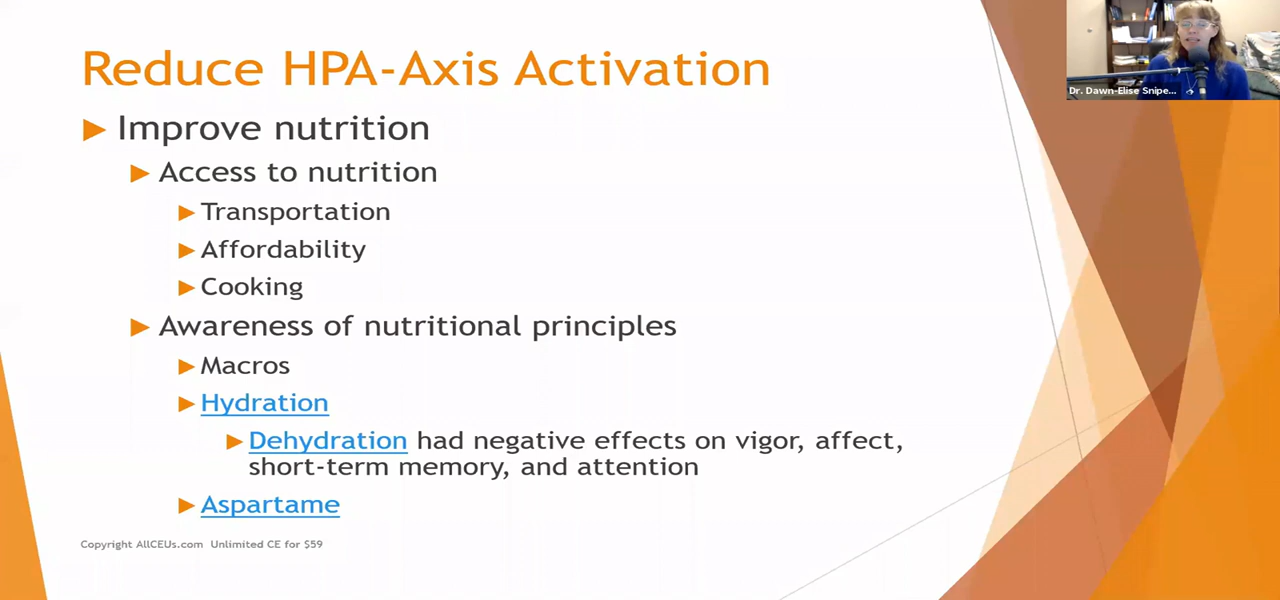 Reduce HPA-Axis Activation
Improve nutrition
Access to nutrition
Transportation
Affordability
Cooking
Awareness of nutritional principles
Macros
Hydration
Dehydration had negative effects on vigor, affect,
short-term memory, and attention
Aspartame
Copyright AllCEUs.com Unlimited CE for $59
Dr. Dawn-Elise Snipe...